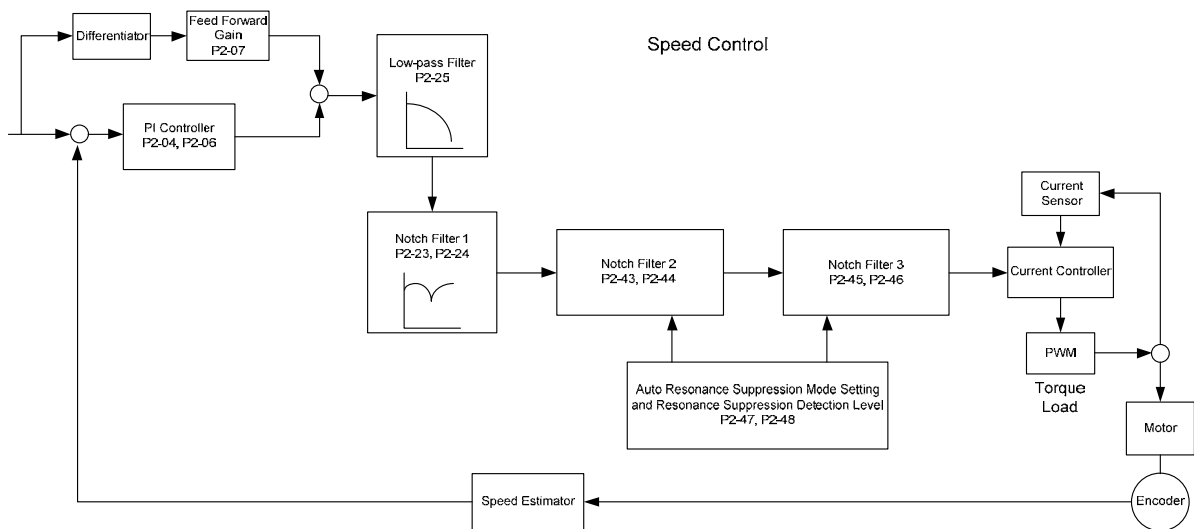 Speed Control
Differentiator
Feed Forward
Gain
P2-07
PI Controller
P2-04, P2-06
Low-pass Filter
P2-25
Notch Filter 1
P2-23, P2-24
Notch Filter 2
P2-43, P2-44
Notch Filter 3
P2-45, P2-46
Auto Resonance Suppression Mode Setting
and Resonance Suppression Detection Level
P2-47, P2-48
Current
Sensor
Current Controller
PWM
Torque
Load
Motor
Encoder
Speed Estimator